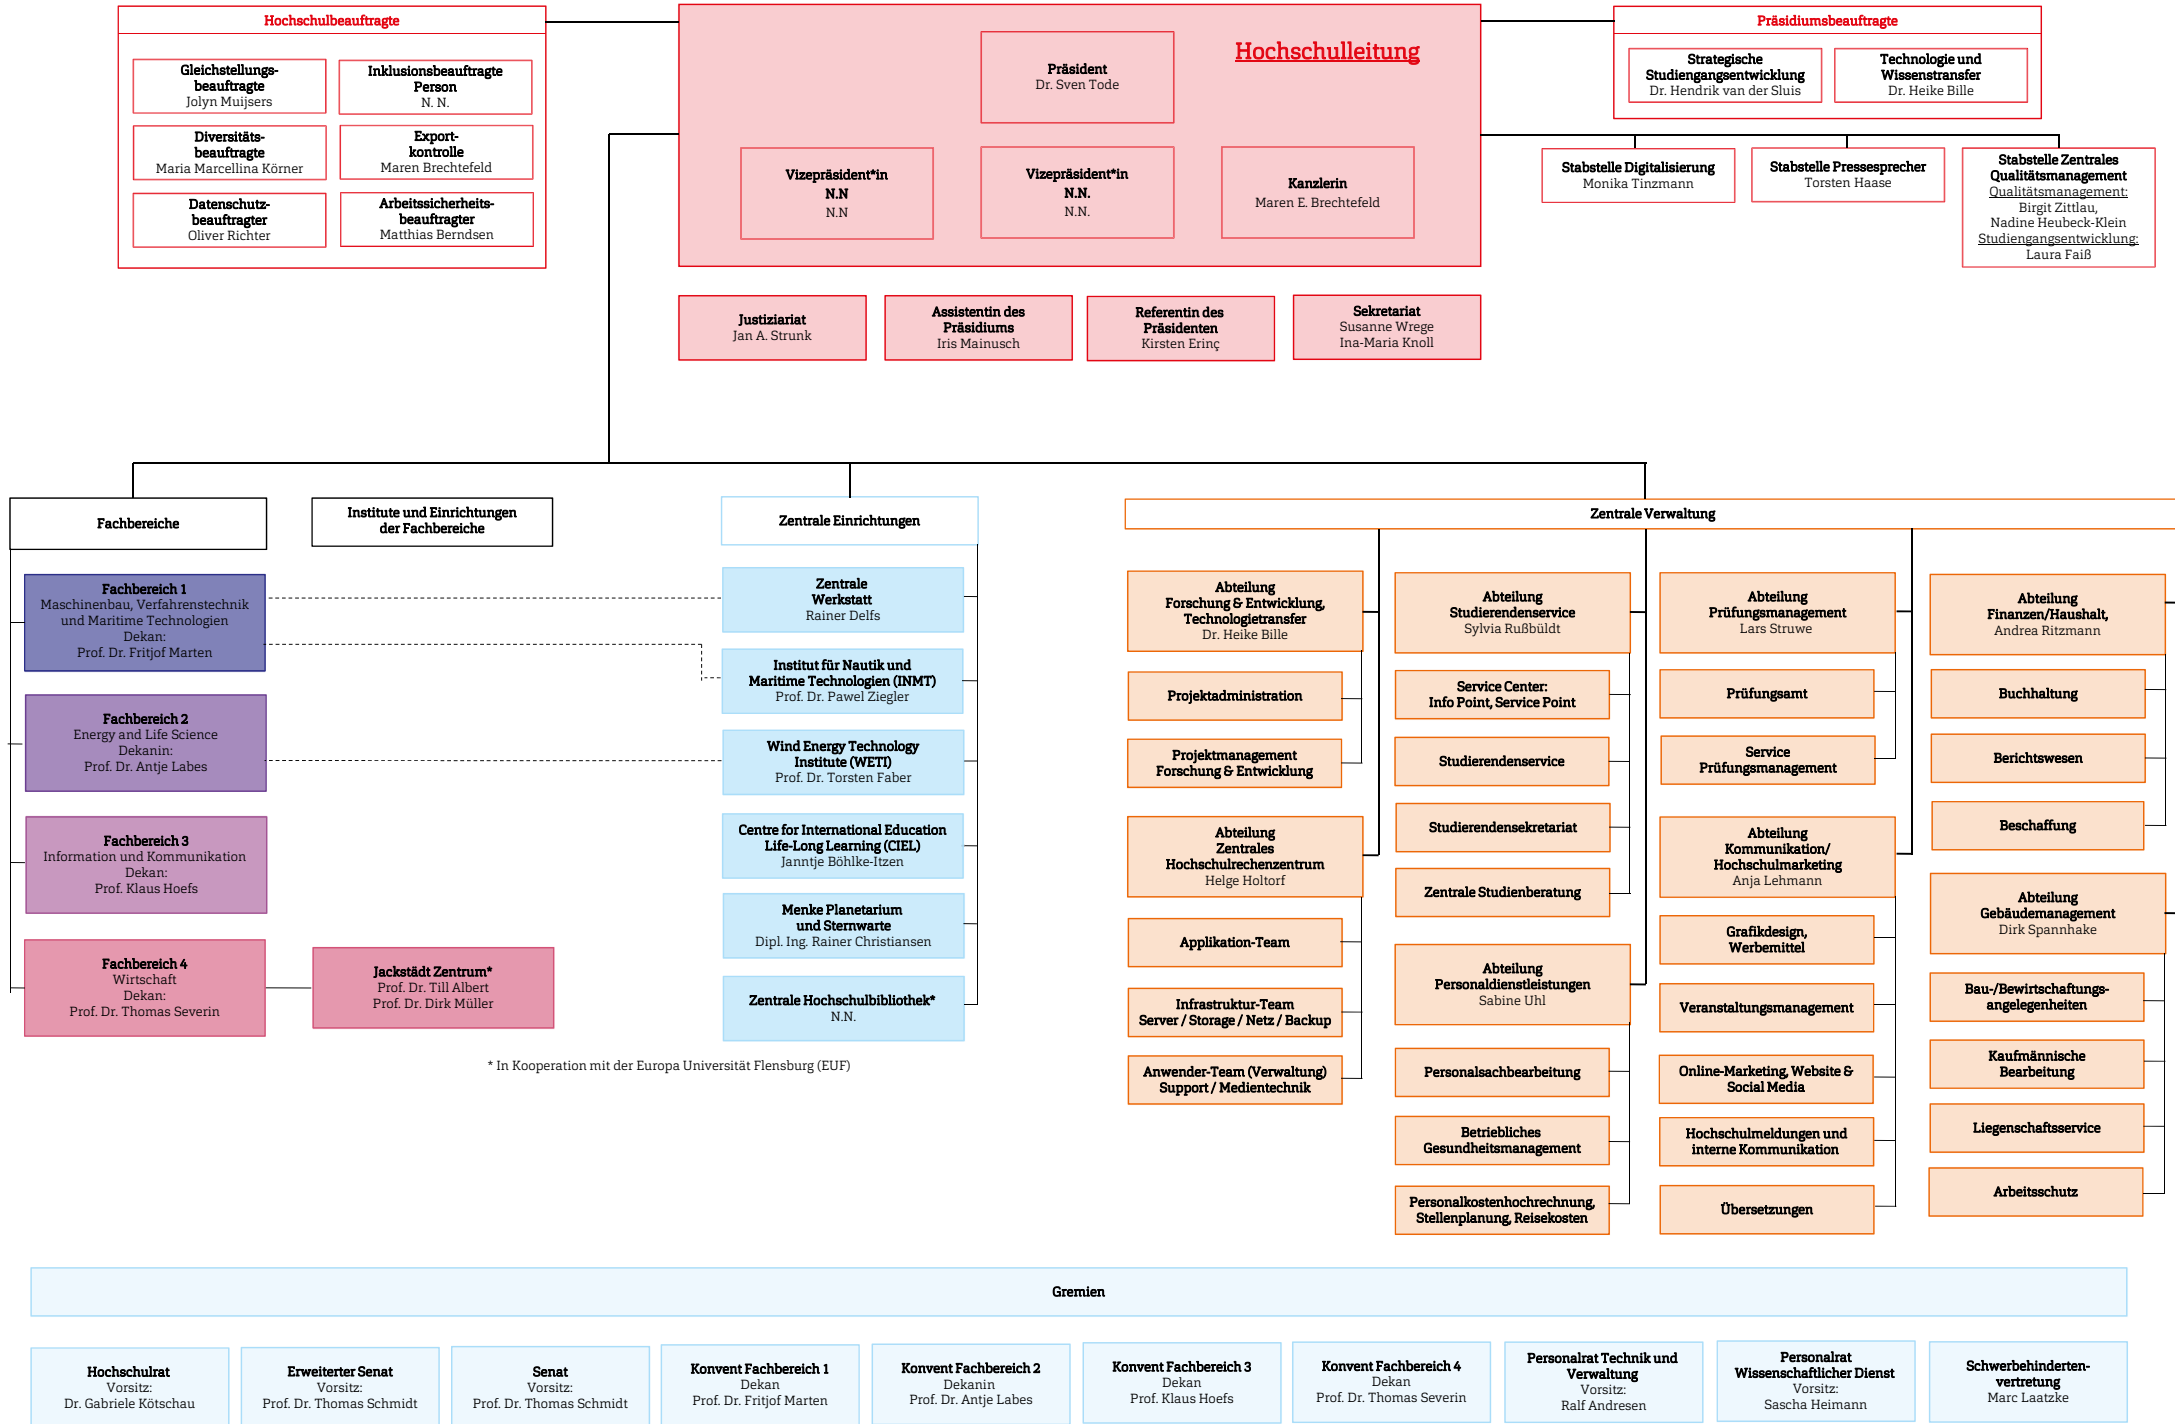 Hochschulbeauftragte
Gleichstellungs-
beauftragte
Jolyn Muijsers
Inklusionsbeauftragte
Person
N. N.
Diversitäts-
beauftragte
Maria Marcellina Körner
Export-
kontrolle
Maren Brechtefeld
Datenschutz-
beauftragter
Oliver Richter
Arbeitssicherheits-
beauftragter
Matthias Berndsen
Hochschulleitung
Präsident
Dr. Sven Tode
Vizepräsident*in
N.N
N.N
Vizepräsident*in
N.N.
N.N.
Kanzlerin
Maren E. Brechtefeld
Präsidiumsbeauftragte
Strategische
Studiengangsentwicklung
Dr. Hendrik van der Sluis
Technologie und
Wissenstransfer
Dr. Heike Bille
Stabstelle Digitalisierung
Monika Tinzmann
Stabstelle Pressesprecher
Torsten Haase
Stabstelle Zentrales
Qualitätsmanagement
Qualitätsmanagement:
Birgit Zittlau,
Nadine Heubeck-Klein
Studiengangsentwicklung:
Laura Faiß
Justiziariat
Jan A. Strunk
Assistentin des
Präsidiums
Iris Mainusch
Referentin des
Präsidenten
Kirsten Erinç
Sekretariat
Susanne Wrege
Ina-Maria Knoll
Fachbereiche
Fachbereich 1
Maschinenbau, Verfahrenstechnik
und Maritime Technologien
Dekan:
Prof. Dr. Fritjof Marten
Fachbereich 2
Energy and Life Science
Dekanin:
Prof. Dr. Antje Labes
Fachbereich 3
Information und Kommunikation
Dekan:
Prof. Klaus Hoefs
Fachbereich 4
Wirtschaft
Dekan:
Prof. Dr. Thomas Severin
Institute und Einrichtungen
der Fachbereiche
Jackstädt Zentrum*
Prof. Dr. Till Albert
Prof. Dr. Dirk Müller
Zentrale Einrichtungen
Zentrale
Werkstatt
Rainer Delfs
Institut für Nautik und
Maritime Technologien (INMT)
Prof. Dr. Pawel Ziegler
Wind Energy Technology
Institute (WETI)
Prof. Dr. Torsten Faber
Centre for International Education
Life-Long Learning (CIEL)
Janntje Böhlke-Itzen
Menke Planetarium
und Sternwarte
Dipl. Ing. Rainer Christiansen
Zentrale Hochschulbibliothek*
N.N.
* In Kooperation mit der Europa Universität Flensburg (EUF)
Zentrale Verwaltung
Abteilung
Forschung & Entwicklung,
Technologietransfer
Dr. Heike Bille
Projektadministration
Projektmanagement
Forschung & Entwicklung
Abteilung
Zentrales
Hochschulrechenzentrum
Helge Holtorf
Applikation-Team
Infrastruktur-Team
Server / Storage / Netz / Backup
Anwender-Team (Verwaltung)
Support / Medientechnik
Abteilung
Studierendenservice
Sylvia Rußbüldt
Service Center:
Info Point, Service Point
Studierendenservice
Studierendensekretariat
Zentrale Studienberatung
Abteilung
Personaldienstleistungen
Sabine Uhl
Personalsachbearbeitung
Betriebliches
Gesundheitsmanagement
Personalkostenhochrechnung,
Stellenplanung, Reisekosten
Abteilung
Prüfungsmanagement
Lars Struwe
Prüfungsamt
Service
Prüfungsmanagement
Abteilung
Kommunikation/
Hochschulmarketing
Anja Lehmann
Grafikdesign,
Werbemittel
Veranstaltungsmanagement
Online-Marketing, Website &
Social Media
Hochschulmeldungen und
interne Kommunikation
Übersetzungen
Abteilung
Finanzen/Haushalt,
Andrea Ritzmann
Buchhaltung
Berichtswesen
Beschaffung
Abteilung
Gebäudemanagement
Dirk Spannhake
Bau-/Bewirtschaftungs-
angelegenheiten
Kaufmännische
Bearbeitung
Liegenschaftsservice
Arbeitsschutz
Gremien
Hochschulrat
Vorsitz:
Dr. Gabriele Kötschau
Erweiterter Senat
Vorsitz:
Prof. Dr. Thomas Schmidt
Senat
Vorsitz:
Prof. Dr. Thomas Schmidt
Konvent Fachbereich 1
Dekan
Prof. Dr. Fritjof Marten
Konvent Fachbereich 2
Dekanin
Prof. Dr. Antje Labes
Konvent Fachbereich 3
Dekan
Prof. Klaus Hoefs
Konvent Fachbereich 4
Dekan
Prof. Dr. Thomas Severin
Personalrat Technik und
Verwaltung
Vorsitz:
Ralf Andresen
Personalrat
Wissenschaftlicher Dienst
Vorsitz:
Sascha Heimann
Schwerbehinderten-
vertretung
Marc Laatzke